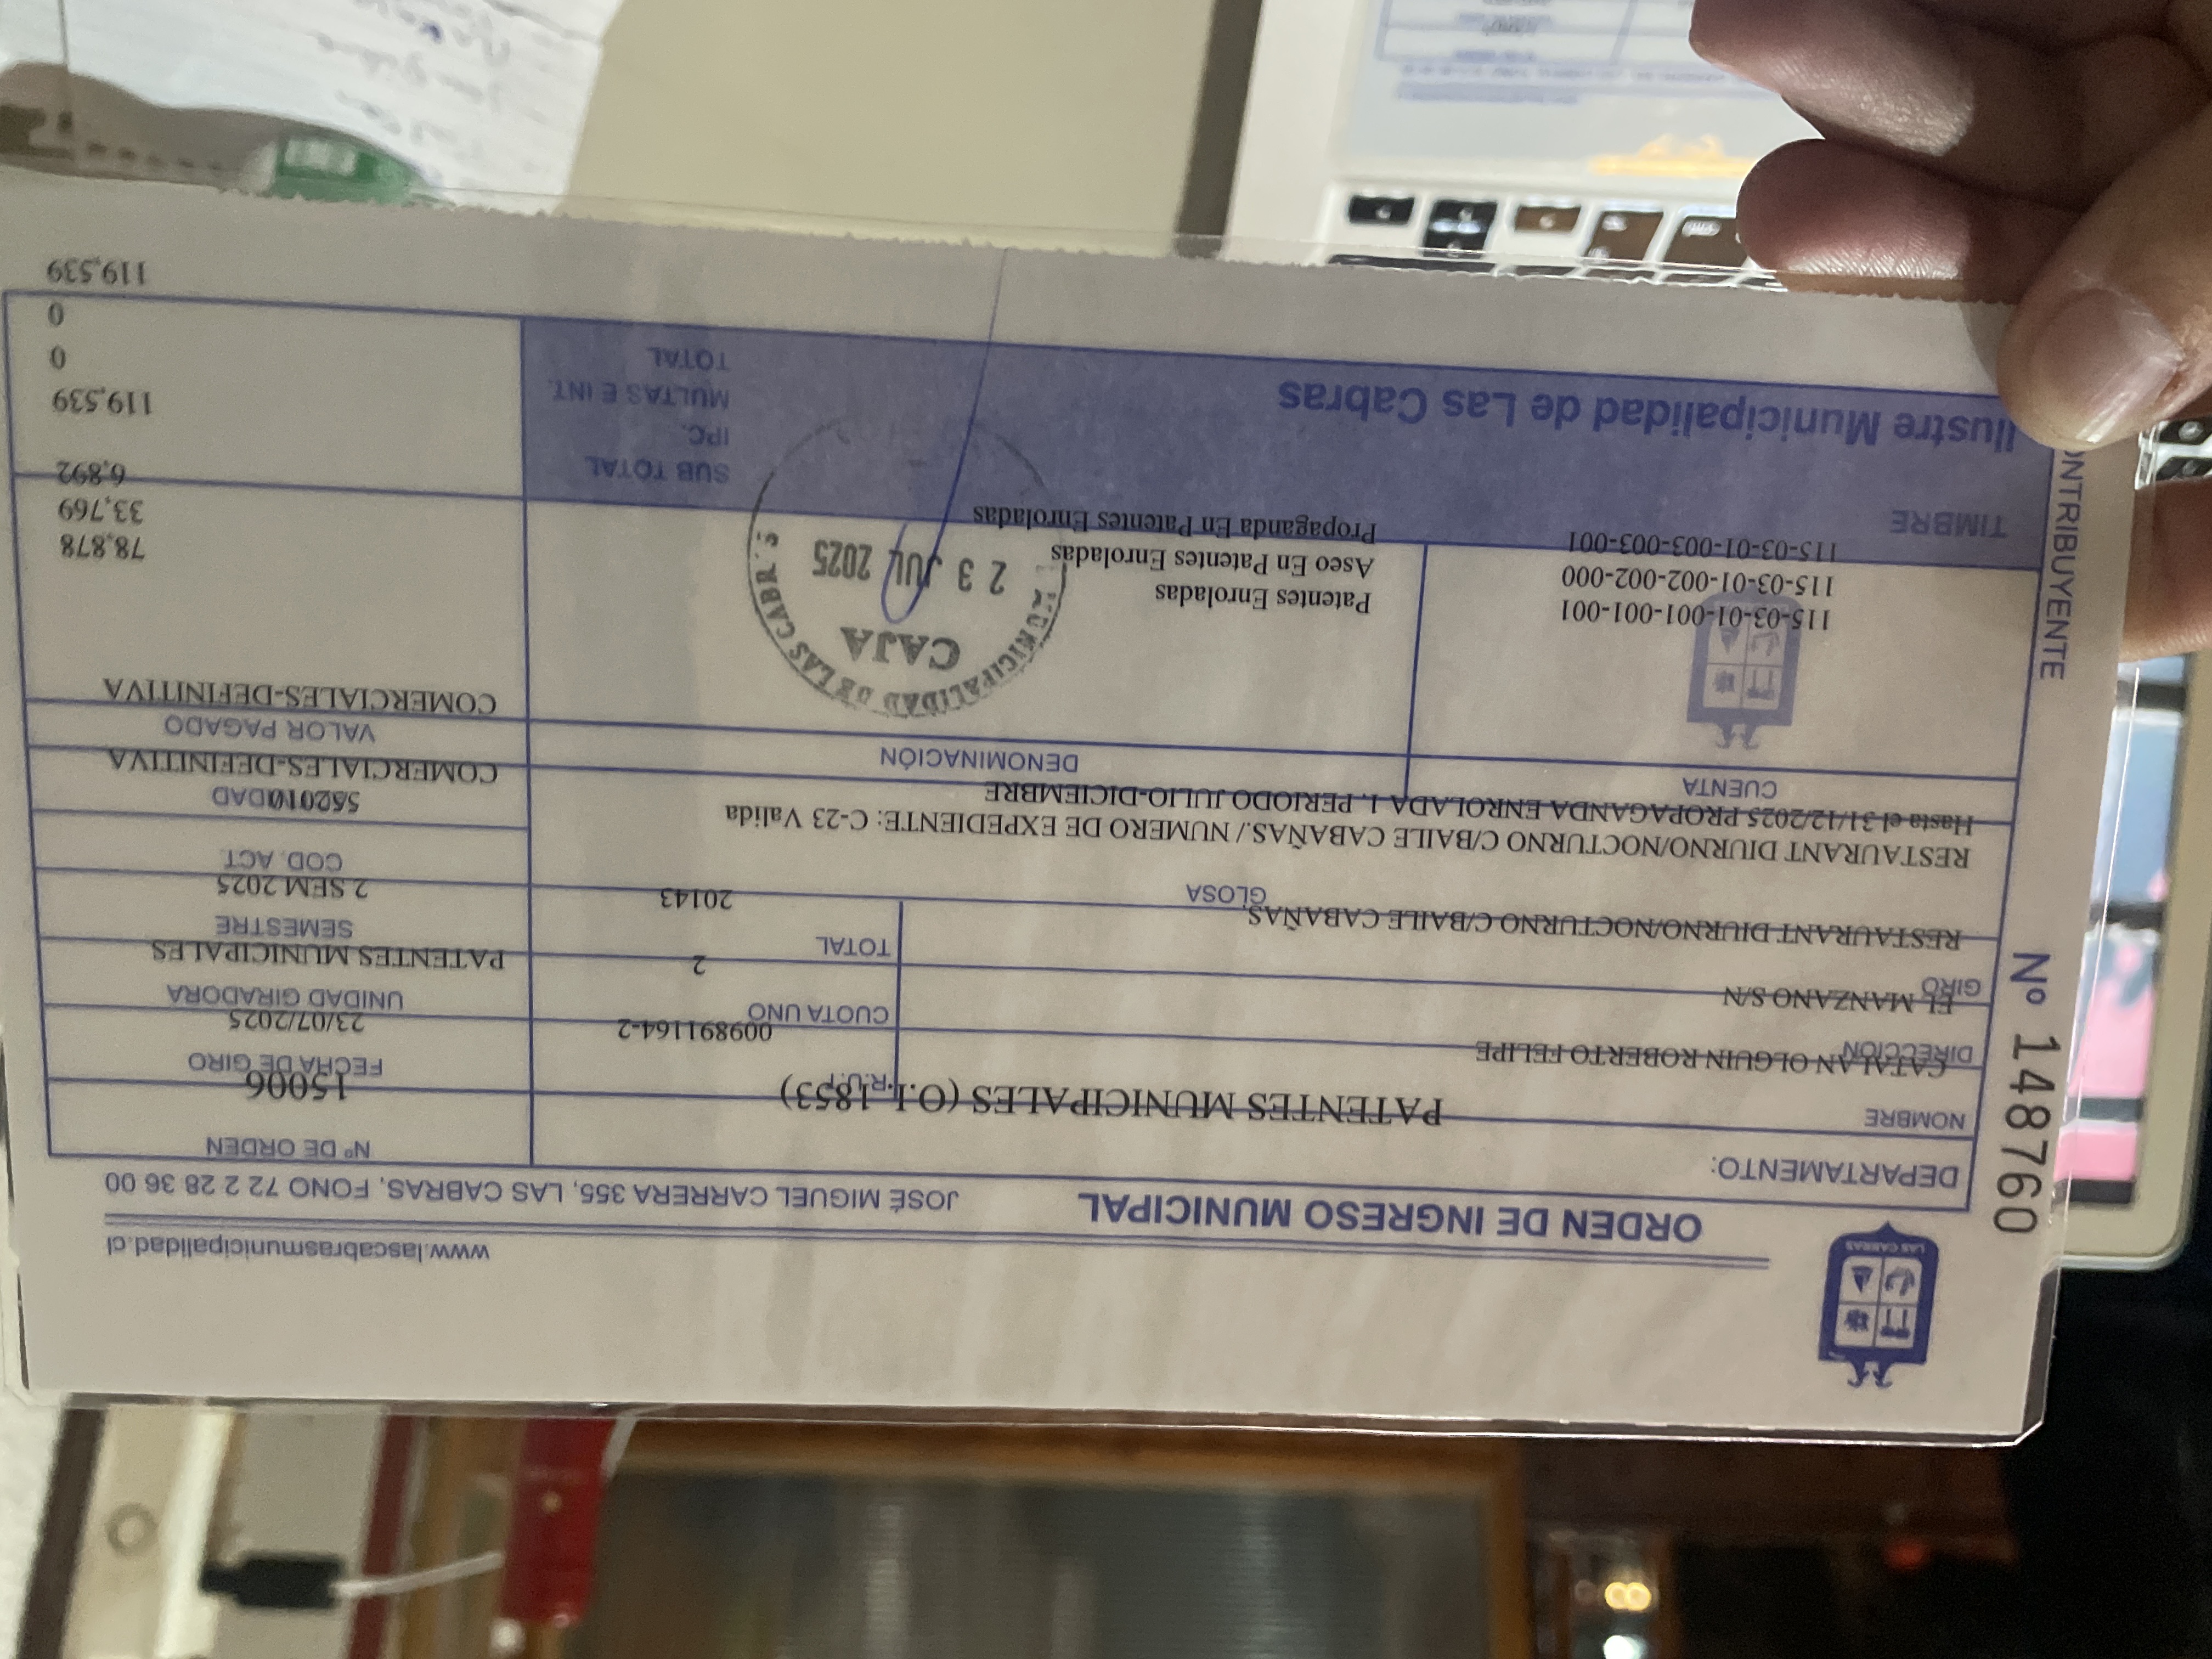 www.lascabrasmunicipalidad.cl
LAS CABRAS
ORDEN DE INGRESO MUNICIPAL
JOSÉ MIGUEL CARRERA 355, LAS CABRAS, FONO 72 2 28 36 00
Nº 148760
DEPARTAMENTO:
Nº DE ORDEN
PATENTES MUNICIPALES (O.I. 1853)
15006
NOMBRE
R.U.T.
FECHA DE GIRO
CATALAN OLGUIN ROBERTO FELIPE
009891164-2
23/07/2025
DIRECCIÓN
CUOTA UNO
UNIDAD GIRADORA
EL MANZANO S/N
2
PATENTES MUNICIPALES
GIRO
TOTAL
SEMESTRE
RESTAURANT DIURNO/NOCTURNO C/BAILE CABAÑAS
20143
2 SEM 2025
GLOSA
COD. ACT.
RESTAURANT DIURNO/NOCTURNO C/BAILE CABAÑAS./ NUMERO DE EXPEDIENTE: C-23 Valida
Hasta el 31/12/2025 PROPAGANDA ENROLADA 1, PERIODO JULIO-DICIEMBRE
COMERCIALES-DEFINITIVA
CUENTA
DENOMINACIÓN
VALOR PAGADO
COMERCIALES-DEFINITIVA
115-03-01-001-001-001
Patentes Enroladas
78,878
115-03-01-002-002-000
Aseo En Patentes Enroladas
33,769
115-03-01-003-003-001
Propaganda En Patentes Enroladas
6,892
MUNICIPALIDAD DE LAS CABR
CAJA
23 JUL 2025
TIMBRE
SUB TOTAL
119,539
IPC.
0
MULTAS E INT.
0
TOTAL
119,539
Ilustre Municipalidad de Las Cabras
ONTRIBUYENTE